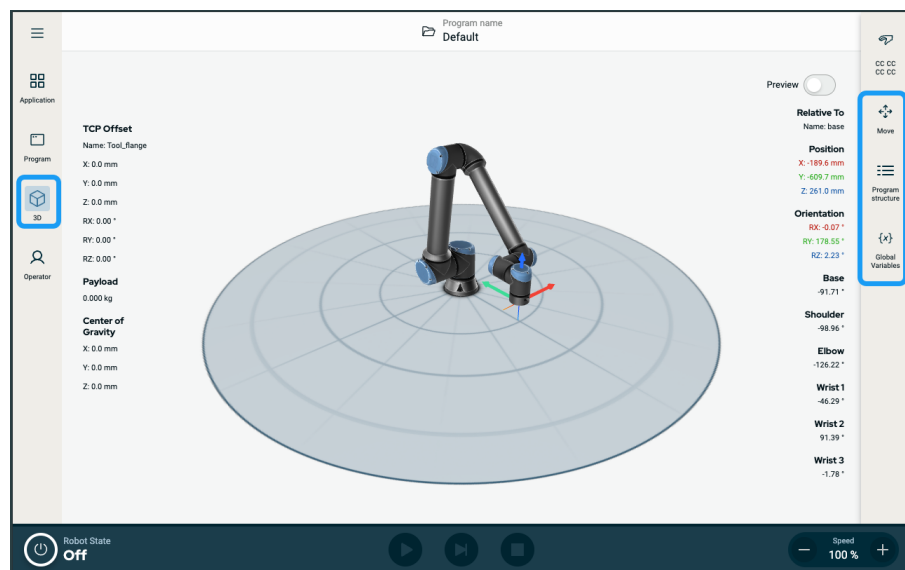 Program name
Default
CC CC
CC CC
Application
Program
3D
Operator
TCP Offset
Name: Tool_flange
X: 0.0 mm
Y: 0.0 mm
Z: 0.0 mm
RX: 0.00 °
RY: 0.00 °
RZ: 0.00 °
Payload
0.000 kg
Center of
Gravity
X: 0.0 mm
Y: 0.0 mm
Z: 0.0 mm
Preview
Relative To
Name: base
Position
X: -189.6 mm
Y: -609.7 mm
Z: 261.0 mm
Orientation
RX: -0.07 °
RY: 178.55 °
RZ: 2.23 °
Base
-91.71 °
Shoulder
-98.96 °
Elbow
-126.22 °
Wrist 1
-46.29 °
Wrist 2
91.39 °
Wrist 3
-1.78 °
Move
Program
structure
{x}
Global
Variables
Robot State
Off
Speed
100 %